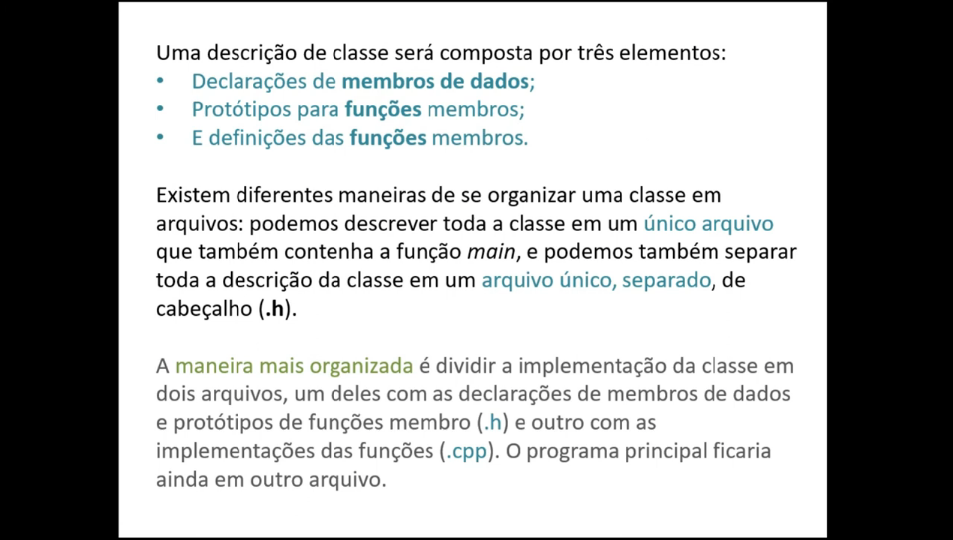 Uma descrição de classe será composta por três elementos:
• Declarações de membros de dados;
• Protótipos para funções membros;
• E definições das funções membros.
Existem diferentes maneiras de se organizar uma classe em
arquivos: podemos descrever toda a classe em um único arquivo
que também contenha a função main, e podemos também separar
toda a descrição da classe em um arquivo único, separado, de
cabeçalho (.h).
A maneira mais organizada é dividir a implementação da classe em
dois arquivos, um deles com as declarações de membros de dados
e protótipos de funções membro (.h) e outro com as
implementações das funções (.cpp). O programa principal ficaria
ainda em outro arquivo.